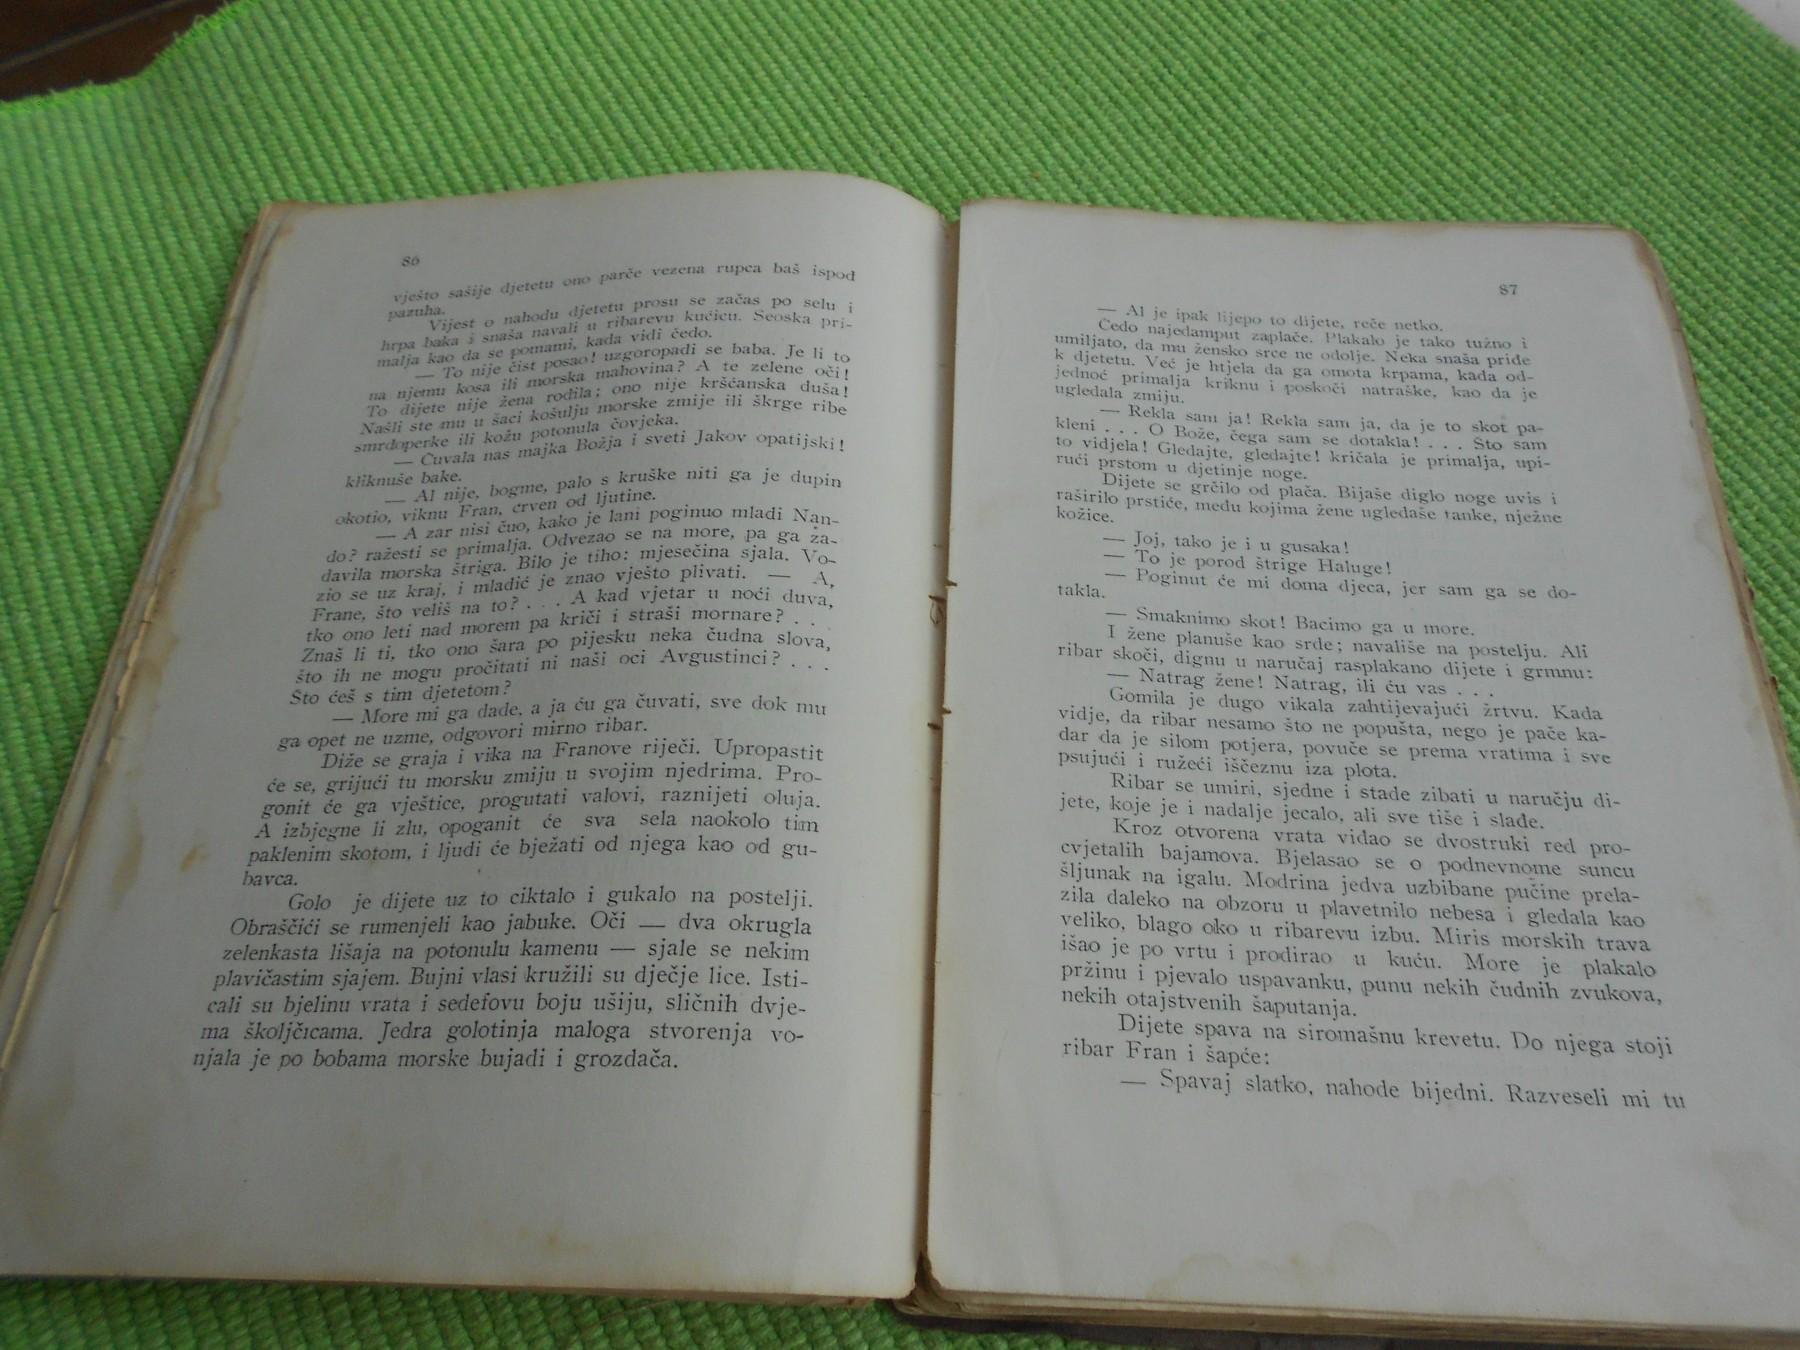 86
vješto sašije djetetu ono parče vezena rupca baš ispod
pazuha.
Vijest o nahodu djetetu prosu se začas po selu i
hrpa baka i snaša navali u ribarevu kućicu. Seoska pri-
malja kao da se pomami, kada vidi čedo.
— To nije čist posao! uzgoropadi se baba. Je li to
na njemu kosa ili morska mahovina? A te zelene oči!
To dijete nije žena rodila; ono nije kršćanska duša!
Našli ste mu u šaci košulju morske zmije ili škrge ribe
smrdoperke ili kožu potonula čovjeka.
— Čuvala nas majka Božja i sveti Jakov opatijski!
kliknuše bake.
— Al nije, bogme, palo s kruške niti ga je dupin
okotio, viknu Fran, crven od ljutine.
— A zar nisi čuo, kako je lani poginuo mladi Nan-
do? ražesti se primalja. Odvezao se na more, pa ga za-
davila morska štriga. Bilo je tiho: mjesečina sjala. Vo-
zio se uz kraj, i mladić je znao vješto plivati. — A,
Frane, što veliš na to? . . . A kad vjetar u noći duva,
tko ono leti nad morem pa kriči i straši mornare? . . .
Znaš li ti, tko ono šara po pijesku neka čudna slova,
što ih ne mogu pročitati ni naši oci Avgustinci? . . .
Što ćeš s tim djetetom?
— More mi ga dade, a ja ću ga čuvati, sve dok mu
ga opet ne uzme, odgovori mirno ribar.
Diže se graja i vika na Franove riječi. Upropastit
će se, grijući tu morsku zmiju u svojim njedrima. Pro-
gonit će ga vještice, progutati valovi, raznijeti oluja.
A izbjegne li zlu, opoganit će sva sela naokolo tim
paklenim skotom, i ljudi će bježati od njega kao od gu-
bavca.
Golo je dijete uz to ciktalo i gukalo na postelji.
Obraščići se rumenjeli kao jabuke. Oči — dva okrugla
zelenkasta lišaja na potonulu kamenu — sjale se nekim
plavičastim sjajem. Bujni vlasi kružili su dječje lice. Isti-
cali su bjelinu vrata i sedefovu boju ušiju, sličnih dvje-
ma školjčicama. Jedra golotinja maloga stvorenja vo-
njala je po bobama morske bujadi i grozdača.
87
— Al je ipak lijepo to dijete, reče netko.
Čedo najedamput zaplače. Plakalo je tako tužno i
umiljato, da mu žensko srce ne odolje. Neka snaša priđe
k djetetu. Već je htjela da ga omota krpama, kada od-
jednoć primalja kriknu i poskoči natraške, kao da je
ugledala zmiju.
— Rekla sam ja! Rekla sam ja, da je to skot pa-
kleni . . . O Bože, čega sam se dotakla! . . . Što sam
to vidjela! Gledajte, gledajte! kričala je primalja, upi-
rući prstom u djetinje noge.
Dijete se grčilo od plača. Bijaše diglo noge uvis i
raširilo prstiće, među kojima žene ugledaše tanke, nježne
kožice.
— Joj, tako je i u gusaka!
— To je porod štrige Haluge!
— Poginut će mi doma djeca, jer sam ga se do-
takla.
— Smaknimo skot! Bacimo ga u more.
I žene planuše kao srde; navališe na postelju. Ali
ribar skoči, dignu u naručaj rasplakano dijete i grmnu:
— Natrag žene! Natrag, ili ću vas . . .
Gomila je dugo vikala zahtijevajući žrtvu. Kada
vidje, da ribar nesamo što ne popušta, nego je pače ka-
dar da je silom potjera, povuče se prema vratima i sve
psujući i ružeći iščeznu iza plota.
Ribar se umiri, sjedne i stade zibati u naručju di-
jete, koje je i nadalje jecalo, ali sve tiše i slađe.
Kroz otvorena vrata viđao se dvostruki red pro-
cvjetalih bajamova. Bjelasao se o podnevnome suncu
šljunak na igalu. Modrina jedva uzbibane pučine prela-
zila daleko na obzoru u plavetnilo nebesa i gledala kao
veliko, blago oko u ribarevu izbu. Miris morskih trava
išao je po vrtu i prodirao u kuću. More je plakalo
pržinu i pjevalo uspavanku, punu nekih čudnih zvukova,
nekih otajstvenih šaputanja.
Dijete spava na siromašnu krevetu. Do njega stoji
ribar Fran i šapće:
— Spavaj slatko, nahode bijedni. Razveseli mi tu